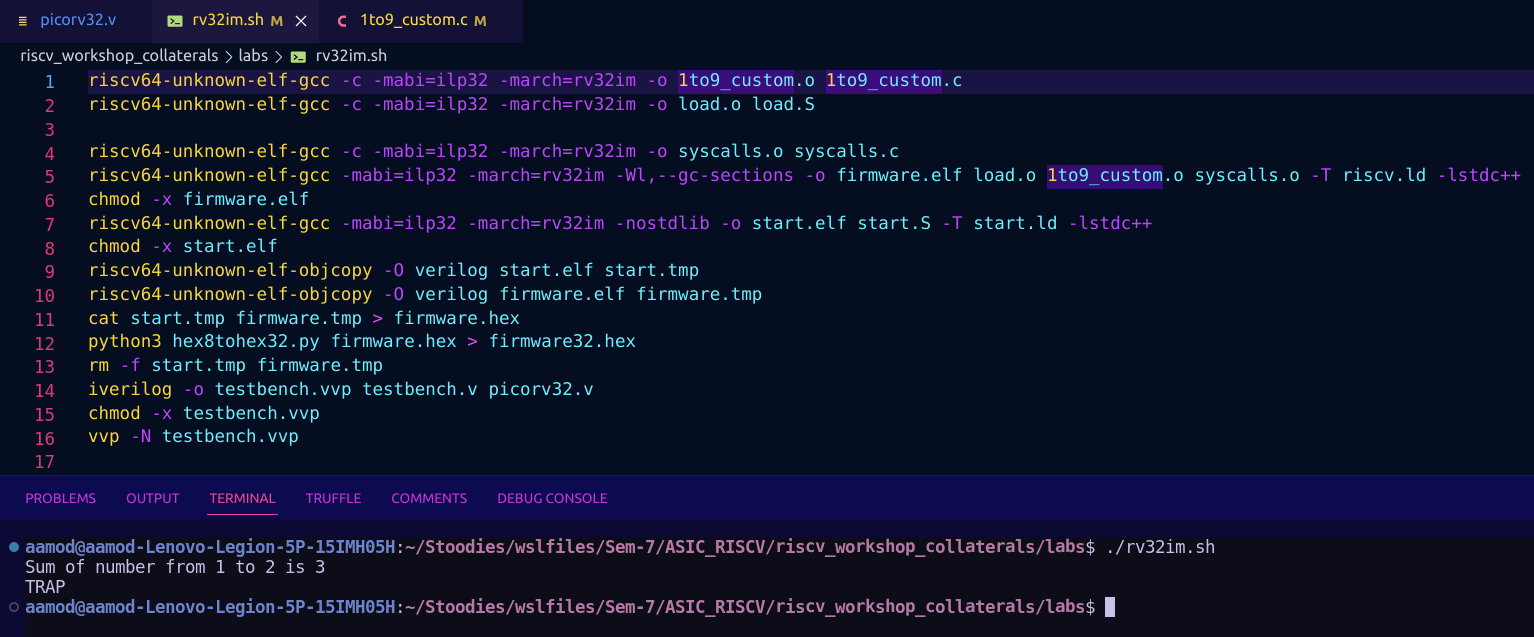 picorv32.v rv32im.sh M 1to9_custom.c M
riscv_workshop_collaterals > labs > rv32im.sh
1 riscv64-unknown-elf-gcc -c -mabi=ilp32 -march=rv32im -o 1to9_custom.o 1to9_custom.c
2 riscv64-unknown-elf-gcc -c -mabi=ilp32 -march=rv32im -o load.o load.S
3
4 riscv64-unknown-elf-gcc -c -mabi=ilp32 -march=rv32im -o syscalls.o syscalls.c
5 riscv64-unknown-elf-gcc -mabi=ilp32 -march=rv32im -Wl,--gc-sections -o firmware.elf load.o 1to9_custom.o syscalls.o -T riscv.ld -lstdc++
6 chmod -x firmware.elf
7 riscv64-unknown-elf-gcc -mabi=ilp32 -march=rv32im -nostdlib -o start.elf start.S -T start.ld -lstdc++
8 chmod -x start.elf
9 riscv64-unknown-elf-objcopy -O verilog start.elf start.tmp
10 riscv64-unknown-elf-objcopy -O verilog firmware.elf firmware.tmp
11 cat start.tmp firmware.tmp > firmware.hex
12 python3 hex8tohex32.py firmware.hex > firmware32.hex
13 rm -f start.tmp firmware.tmp
14 iverilog -o testbench.vvp testbench.v picorv32.v
15 chmod -x testbench.vvp
16 vvp -N testbench.vvp
17
PROBLEMS OUTPUT TERMINAL TRUFFLE COMMENTS DEBUG CONSOLE
aamod@aamod-Lenovo-Legion-5P-15IMH05H:~/Stoodies/wslfiles/Sem-7/ASIC_RISCV/riscv_workshop_collaterals/labs$ ./rv32im.sh
Sum of number from 1 to 2 is 3
TRAP
aamod@aamod-Lenovo-Legion-5P-15IMH05H:~/Stoodies/wslfiles/Sem-7/ASIC_RISCV/riscv_workshop_collaterals/labs$